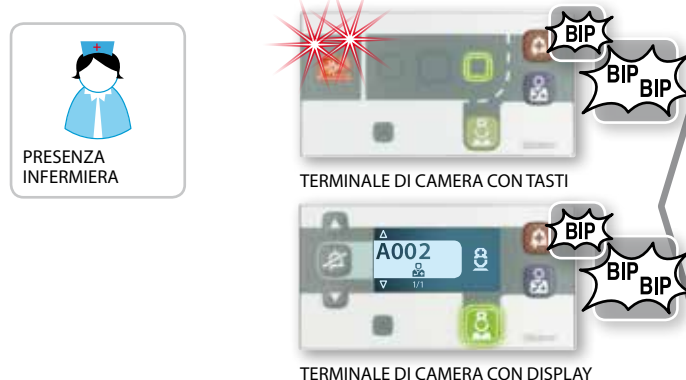 BIP
BIP
BIP
PRESENZA
INFERMIERA
TERMINALE DI CAMERA CON TASTI
A002
1/1
BIP
BIP
BIP
TERMINALE DI CAMERA CON DISPLAY